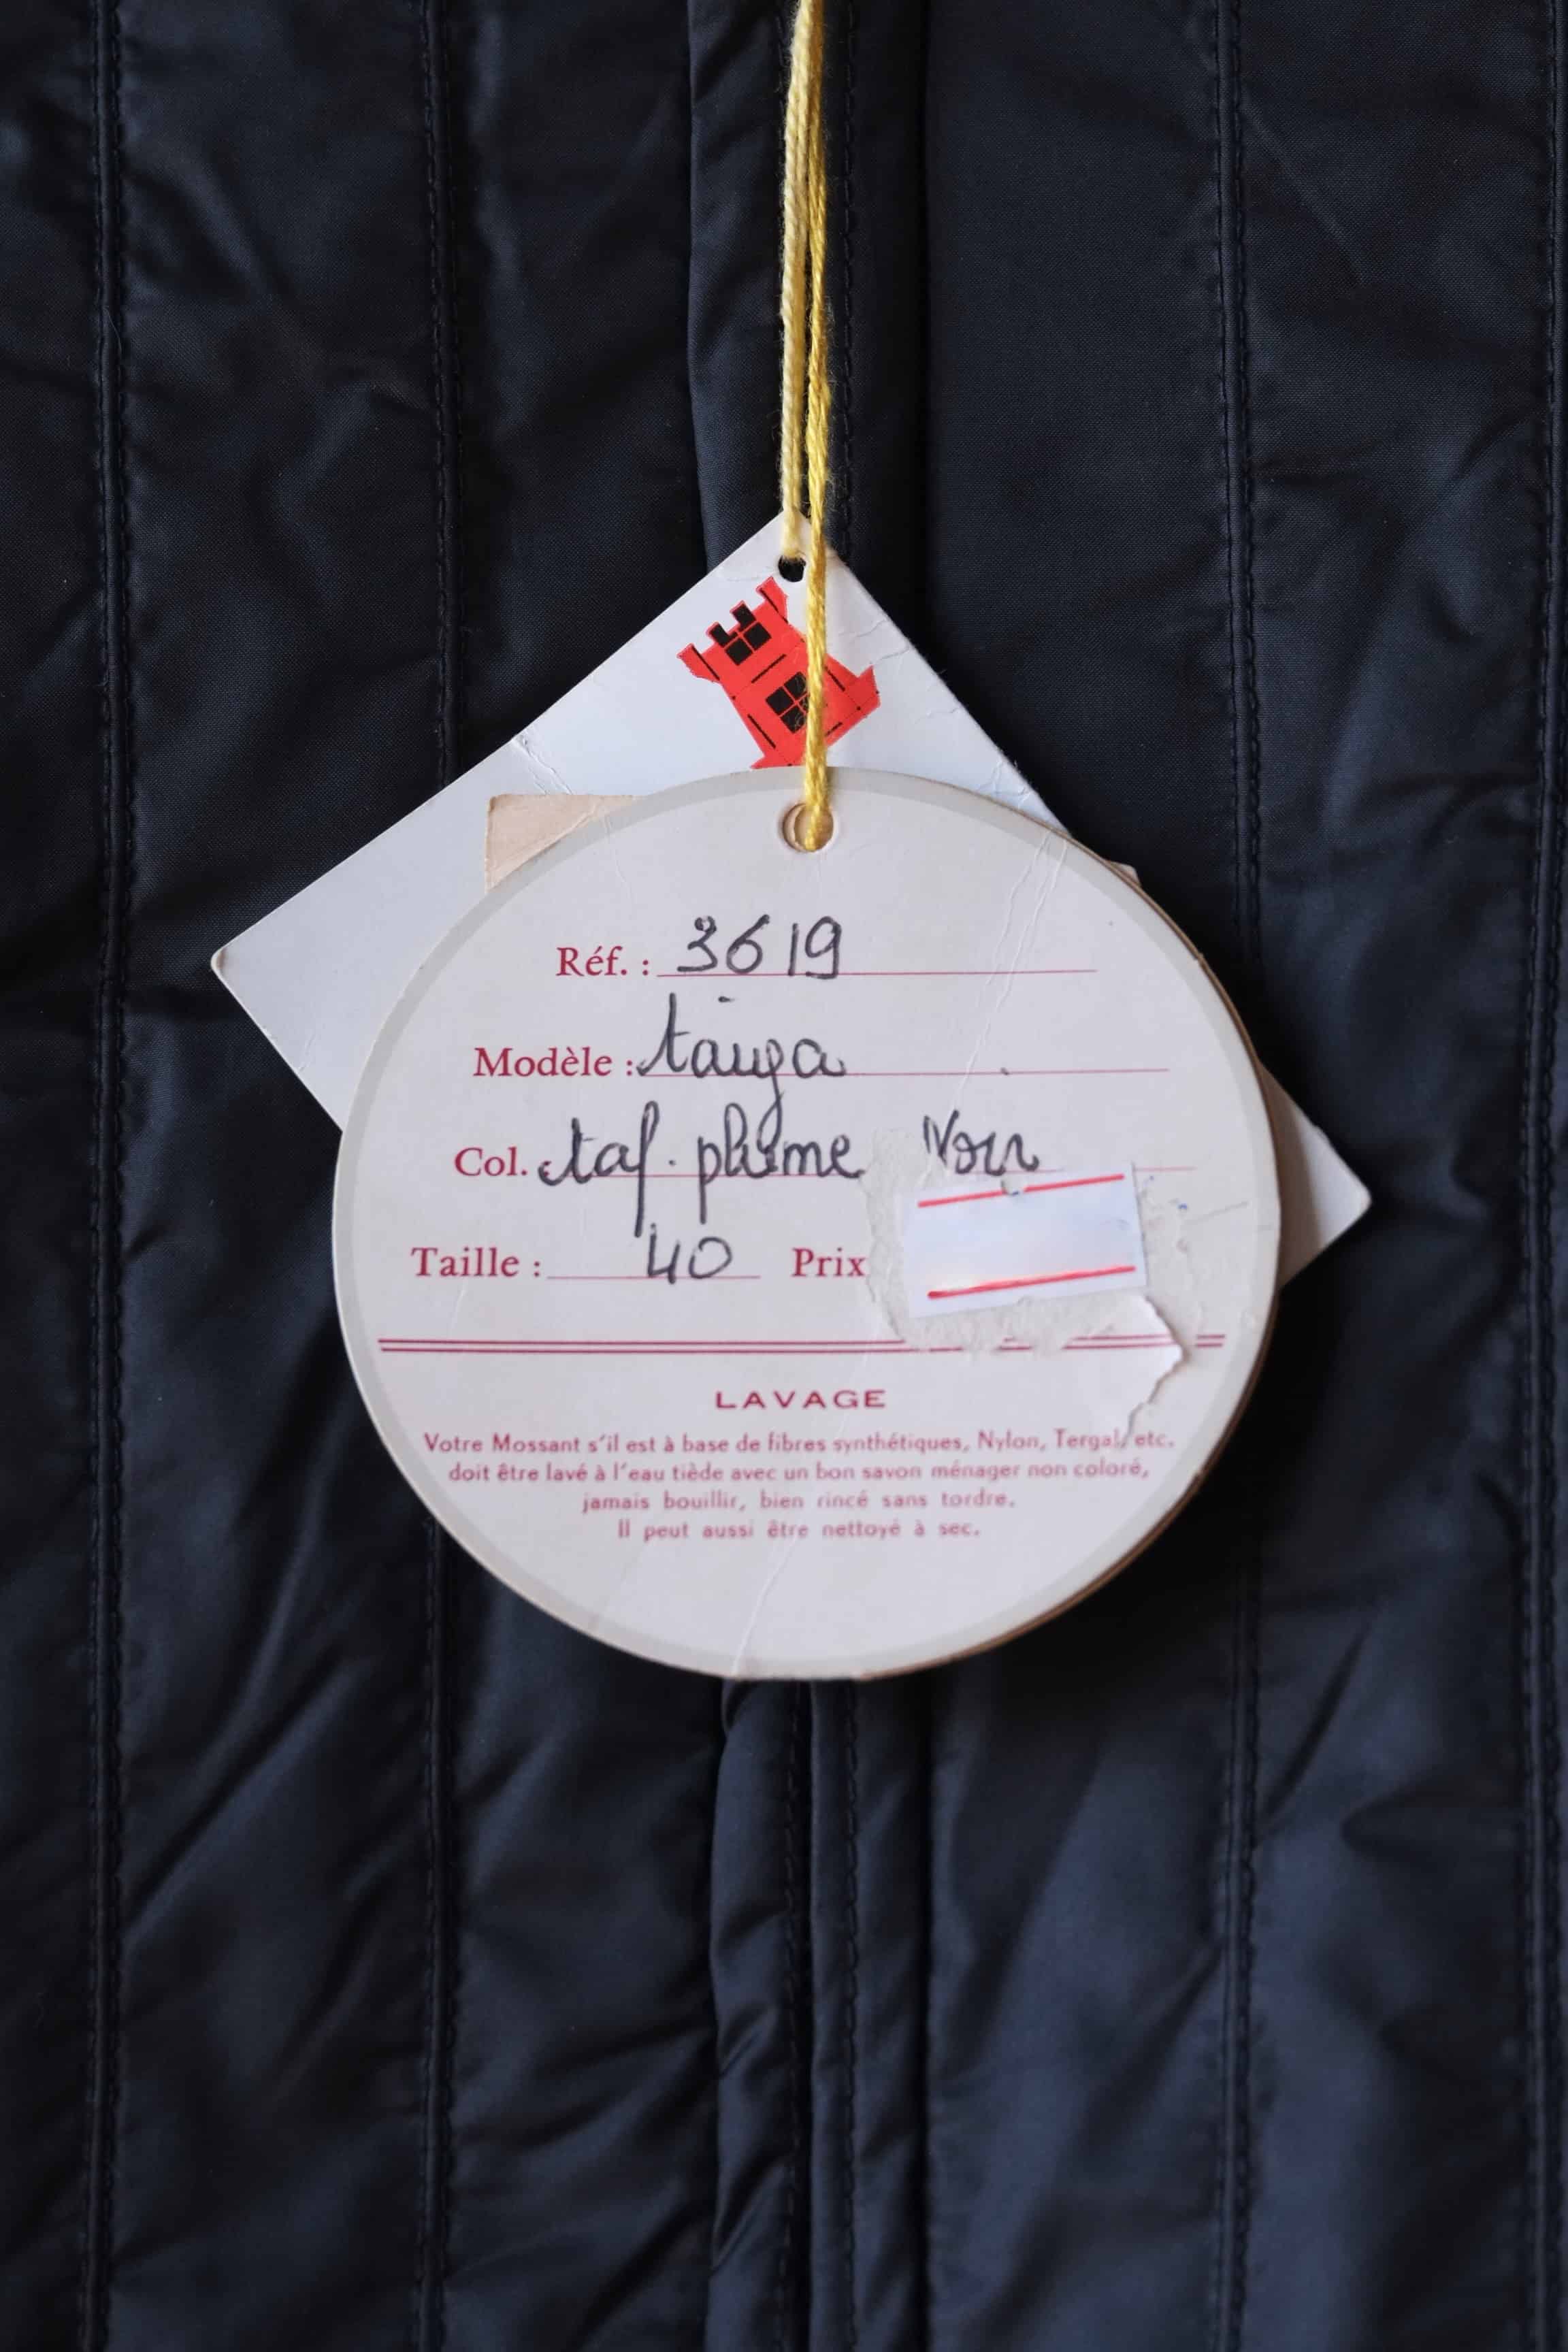 Réf. : 3619
Modèle : taïga
Col. : taf. plume Noir
Taille : 40 Prix
LAVAGE
Votre Mossant s'il est à base de fibres synthétiques, Nylon, Tergal, etc.
doit être lavé à l'eau tiède avec un bon savon ménager non coloré,
jamais bouillir, bien rincé sans tordre.
Il peut aussi être nettoyé à sec.